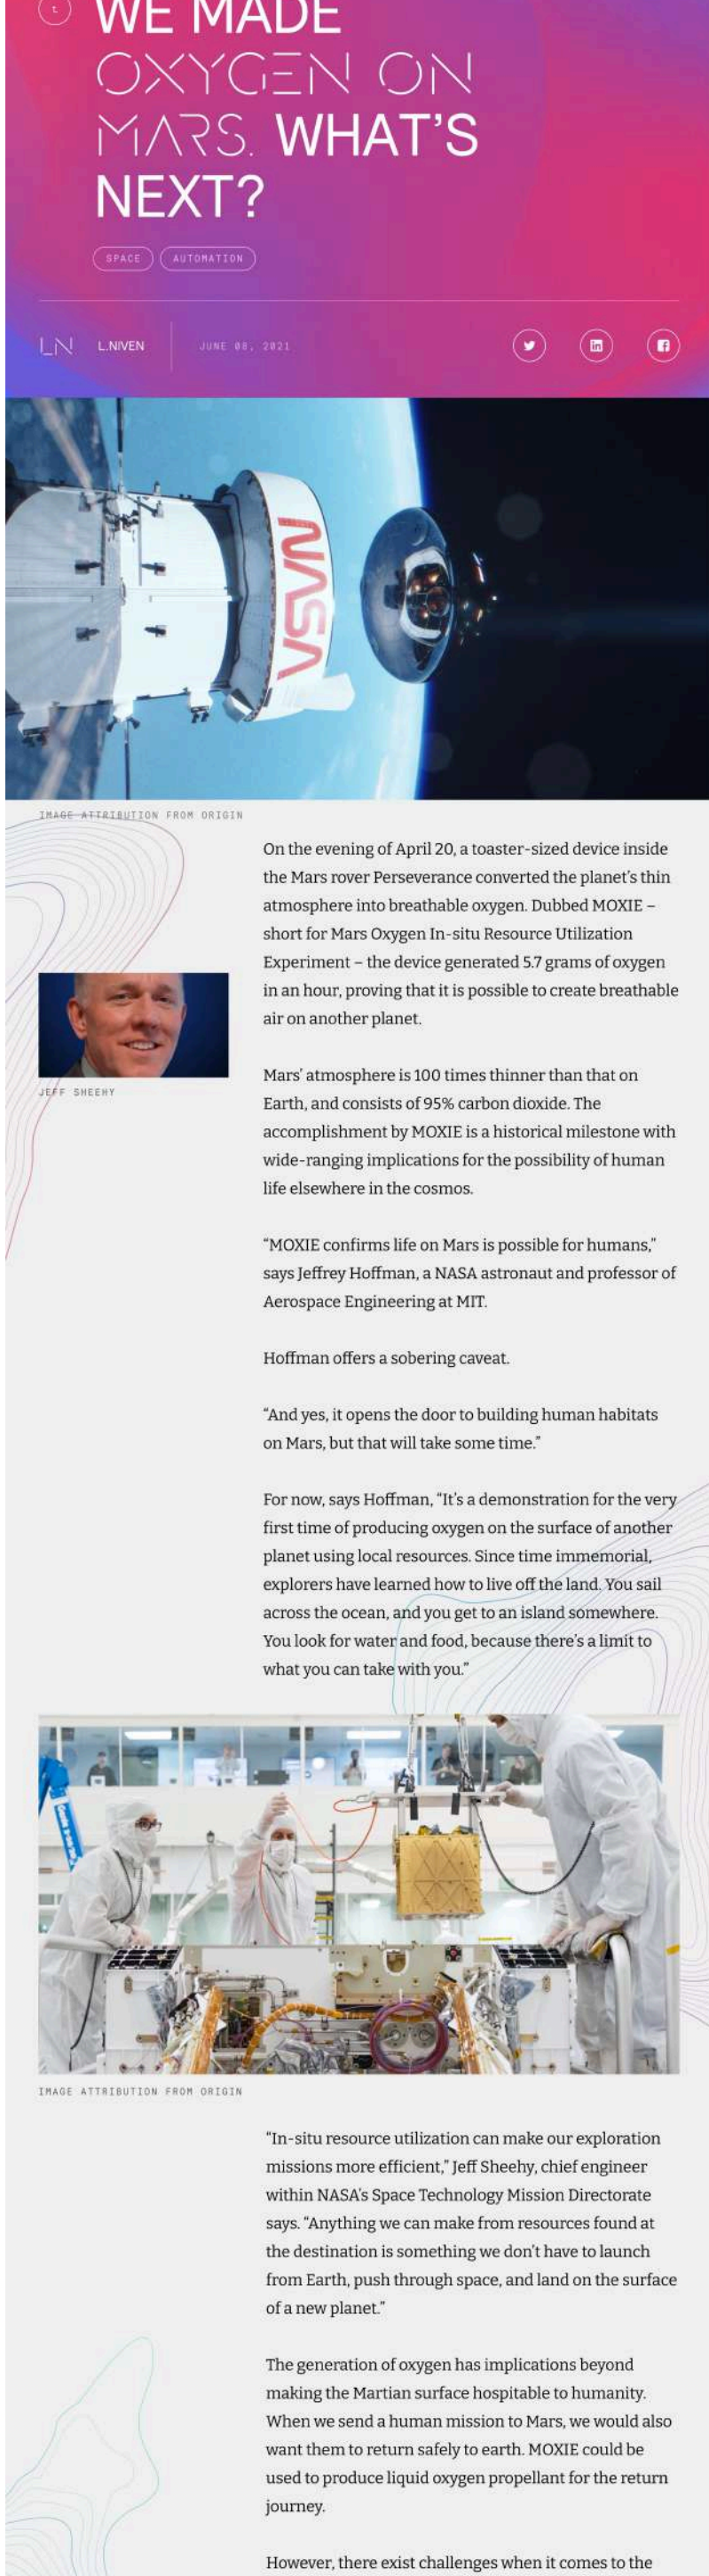 t
WE MADE
OXYGEN ON
MARS. WHAT'S
NEXT?
SPACE
AUTOMATION
LN
L.NIVEN
JUNE 08, 2021
in
NASA
IMAGE ATTRIBUTION FROM ORIGIN
On the evening of April 20, a toaster-sized device inside
the Mars rover Perseverance converted the planet's thin
atmosphere into breathable oxygen. Dubbed MOXIE –
short for Mars Oxygen In-situ Resource Utilization
Experiment – the device generated 5.7 grams of oxygen
in an hour, proving that it is possible to create breathable
air on another planet.
JEFF SHEEHY
Mars' atmosphere is 100 times thinner than that on
Earth, and consists of 95% carbon dioxide. The
accomplishment by MOXIE is a historical milestone with
wide-ranging implications for the possibility of human
life elsewhere in the cosmos.
“MOXIE confirms life on Mars is possible for humans,”
says Jeffrey Hoffman, a NASA astronaut and professor of
Aerospace Engineering at MIT.
Hoffman offers a sobering caveat.
“And yes, it opens the door to building human habitats
on Mars, but that will take some time.”
For now, says Hoffman, “It's a demonstration for the very
first time of producing oxygen on the surface of another
planet using local resources. Since time immemorial,
explorers have learned how to live off the land. You sail
across the ocean, and you get to an island somewhere.
You look for water and food, because there's a limit to
what you can take with you.”
IMAGE ATTRIBUTION FROM ORIGIN
“In-situ resource utilization can make our exploration
missions more efficient,” Jeff Sheehy, chief engineer
within NASA's Space Technology Mission Directorate
says. “Anything we can make from resources found at
the destination is something we don't have to launch
from Earth, push through space, and land on the surface
of a new planet.”
The generation of oxygen has implications beyond
making the Martian surface hospitable to humanity.
When we send a human mission to Mars, we would also
want them to return safely to earth. MOXIE could be
used to produce liquid oxygen propellant for the return
journey.
However, there exist challenges when it comes to the